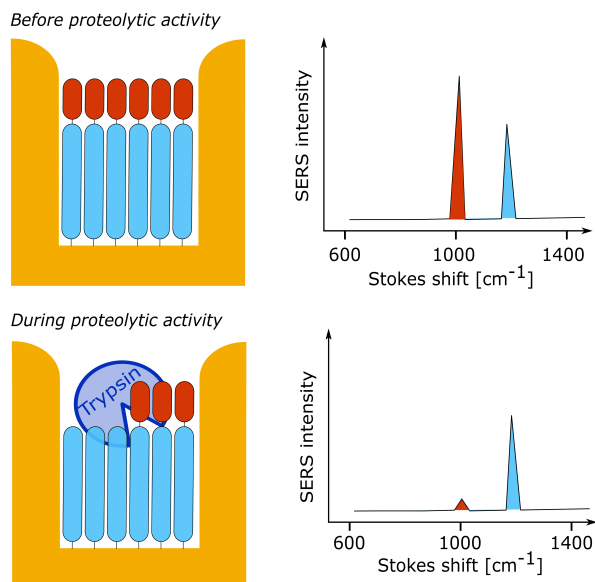 Before proteolytic activity
SERS intensity
600 1000 1400
Stokes shift [cm-1]
During proteolytic activity
Trypsin
SERS intensity
600 1000 1400
Stokes shift [cm-1]